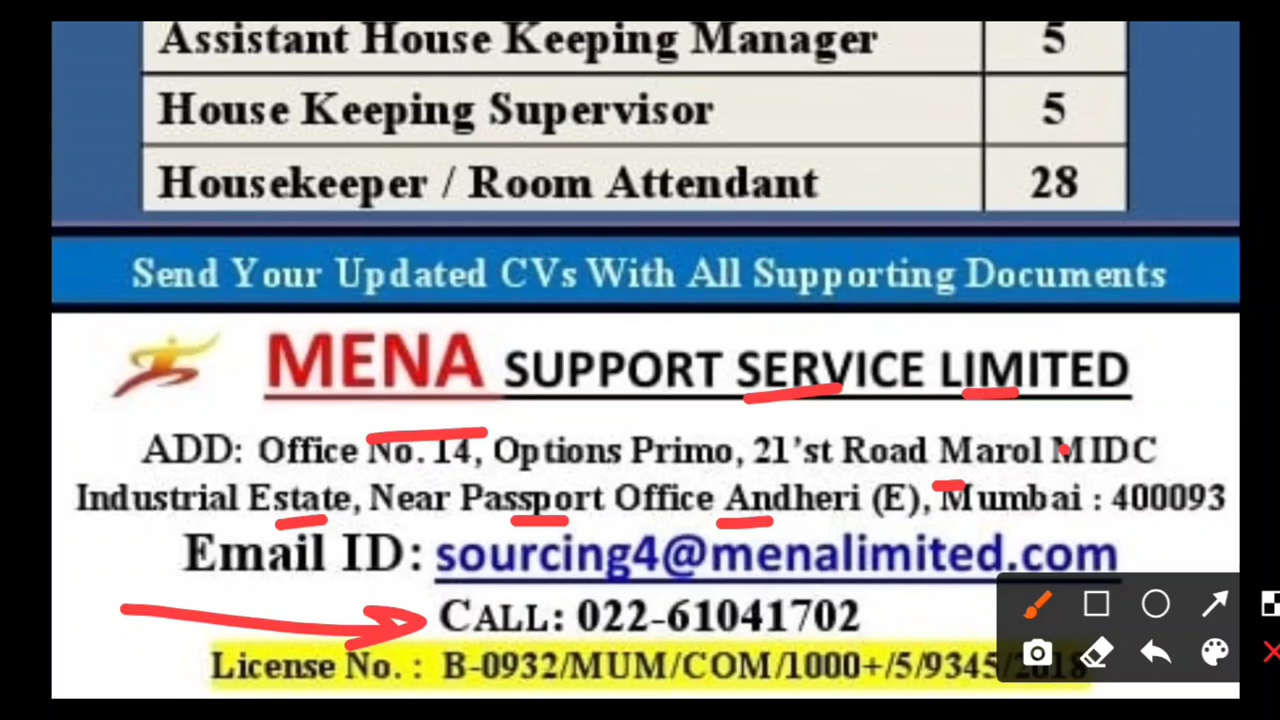 Assistant House Keeping Manager 5
House Keeping Supervisor 5
Housekeeper / Room Attendant 28
Send Your Updated CVs With All Supporting Documents
MENA SUPPORT SERVICE LIMITED
ADD: Office No. 14, Options Primo, 21'st Road Marol MIDC
Industrial Estate, Near Passport Office Andheri (E), Mumbai : 400093
Email ID: sourcing4@menalimited.com
CALL: 022-61041702
License No. : B-0932/MUM/COM/1000+/5/9345/2018